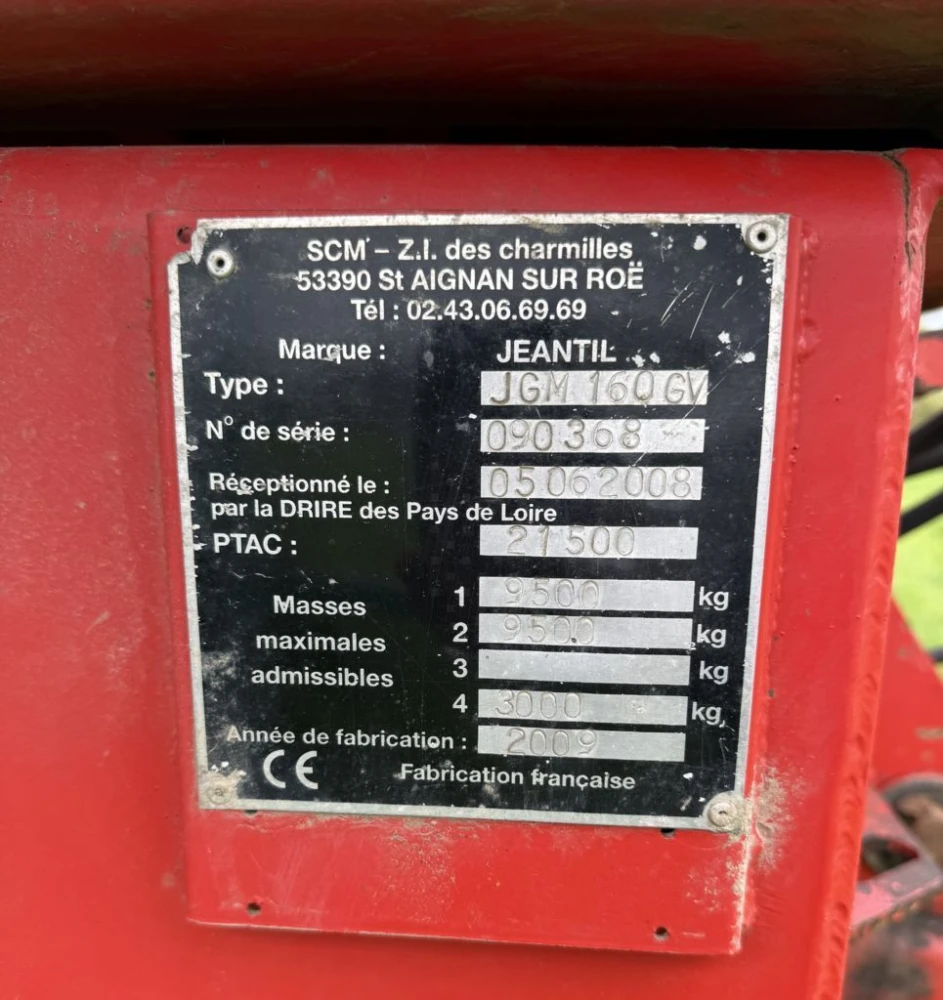 SCM - Z.I. des charmilles
53390 St AIGNAN SUR ROË
Tél : 02.43.06.69.69
Marque : JEANTIL
Type : JGM 160GV
N° de série : 090368
Réceptionné le : 05062008
par la DRIRE des Pays de Loire
PTAC : 21500
Masses maximales admissibles
1 9500 kg
2 9500 kg
3 kg
4 3000 kg
Année de fabrication : 2009
CE Fabrication française